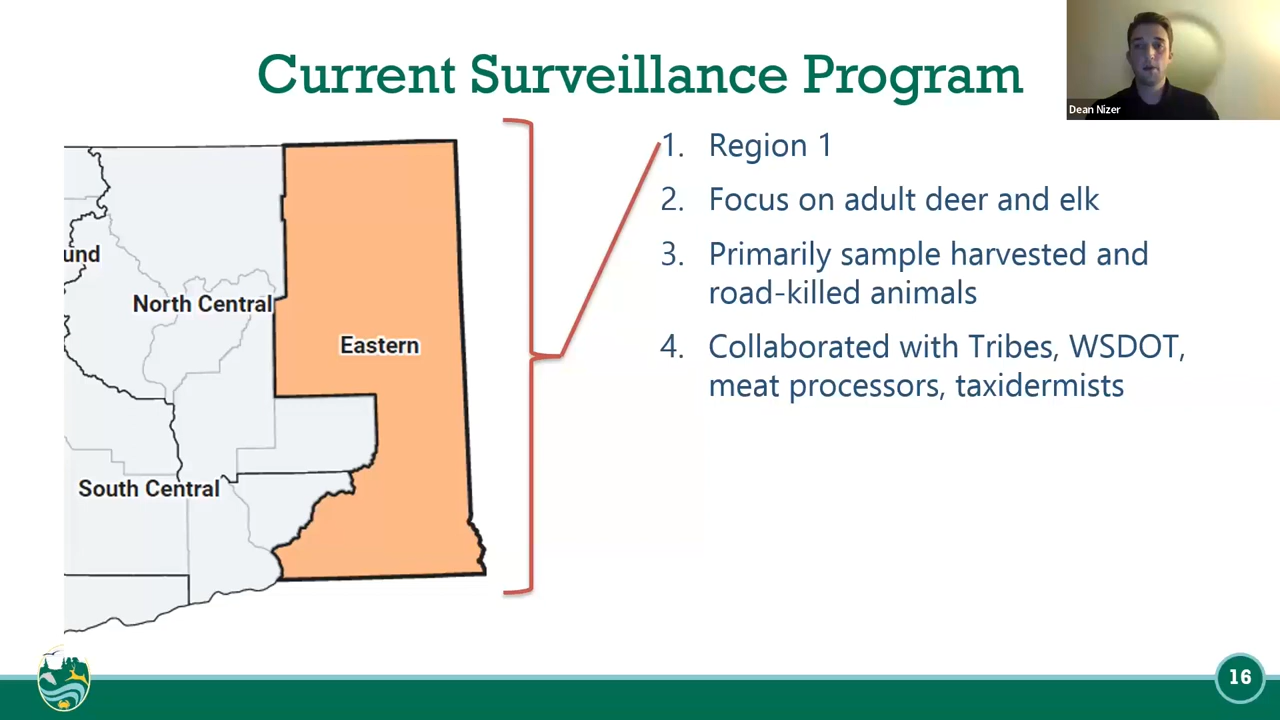 Current Surveillance Program
Dean Nizer
1. Region 1
2. Focus on adult deer and elk
3. Primarily sample harvested and
road-killed animals
4. Collaborated with Tribes, WSDOT,
meat processors, taxidermists
und
North Central
Eastern
South Central
16